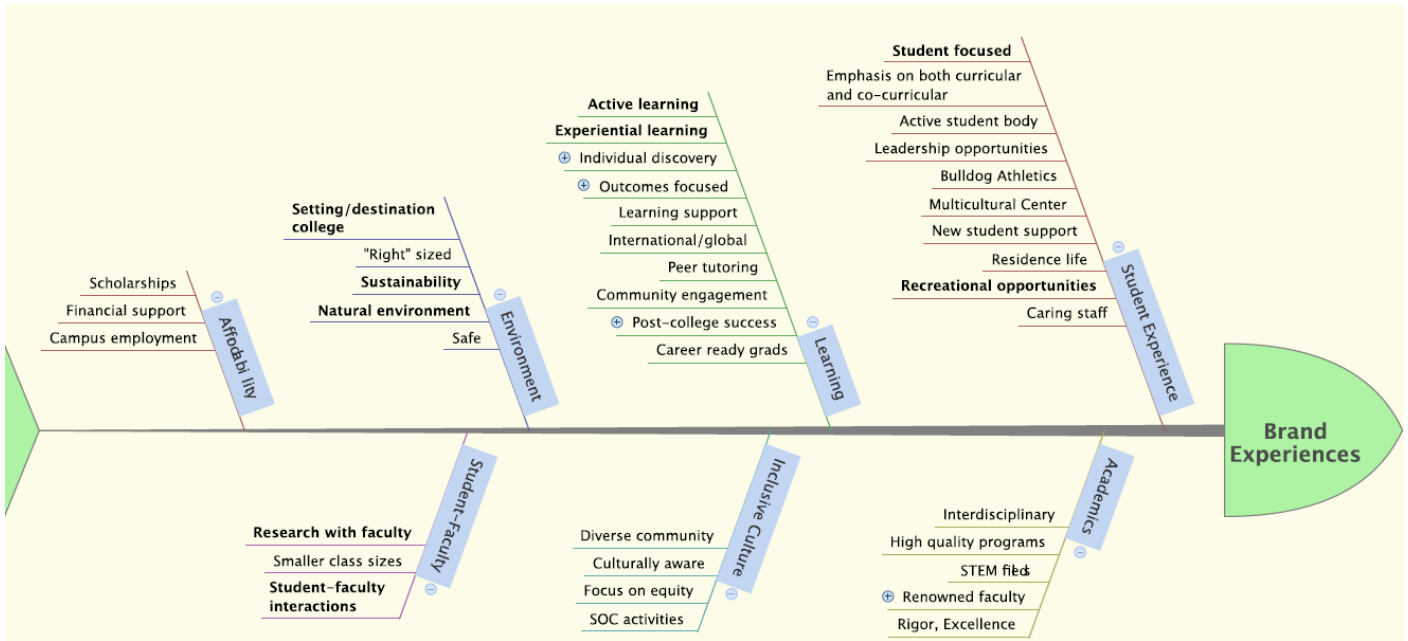 Student focused
Emphasis on both curricular
and co-curricular
Active student body
Leadership opportunities
Bulldog Athletics
Multicultural Center
New student support
Residence life
Recreational opportunities
Caring staff
Student Experience
Active learning
Experiential learning
Individual discovery
Outcomes focused
Learning support
International/global
Peer tutoring
Community engagement
Post-college success
Career ready grads
Learning
Setting/destination
college
"Right" sized
Sustainability
Natural environment
Safe
Environment
Scholarships
Financial support
Campus employment
Affordability
Brand
Experiences
Student-Faculty
Research with faculty
Smaller class sizes
Student-faculty
interactions
Inclusive Culture
Diverse community
Culturally aware
Focus on equity
SOC activities
Academics
Interdisciplinary
High quality programs
STEM fileds
Renowned faculty
Rigor, Excellence